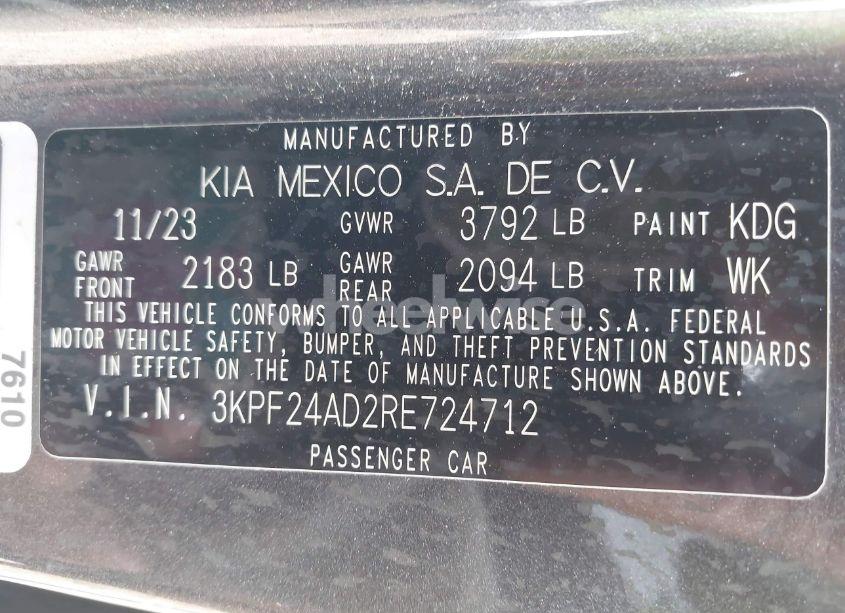 MANUFACTURED BY
KIA MEXICO S.A. DE C.V.
11/23 GVWR 3792 LB PAINT KDG
GAWR FRONT 2183 LB GAWR REAR 2094 LB TRIM WK
THIS VEHICLE CONFORMS TO ALL APPLICABLE U.S.A. FEDERAL
MOTOR VEHICLE SAFETY, BUMPER, AND THEFT PREVENTION STANDARDS
IN EFFECT ON THE DATE OF MANUFACTURE SHOWN ABOVE.
V.I.N. 3KPF24AD2RE724712
PASSENGER CAR
7610
wheelwise